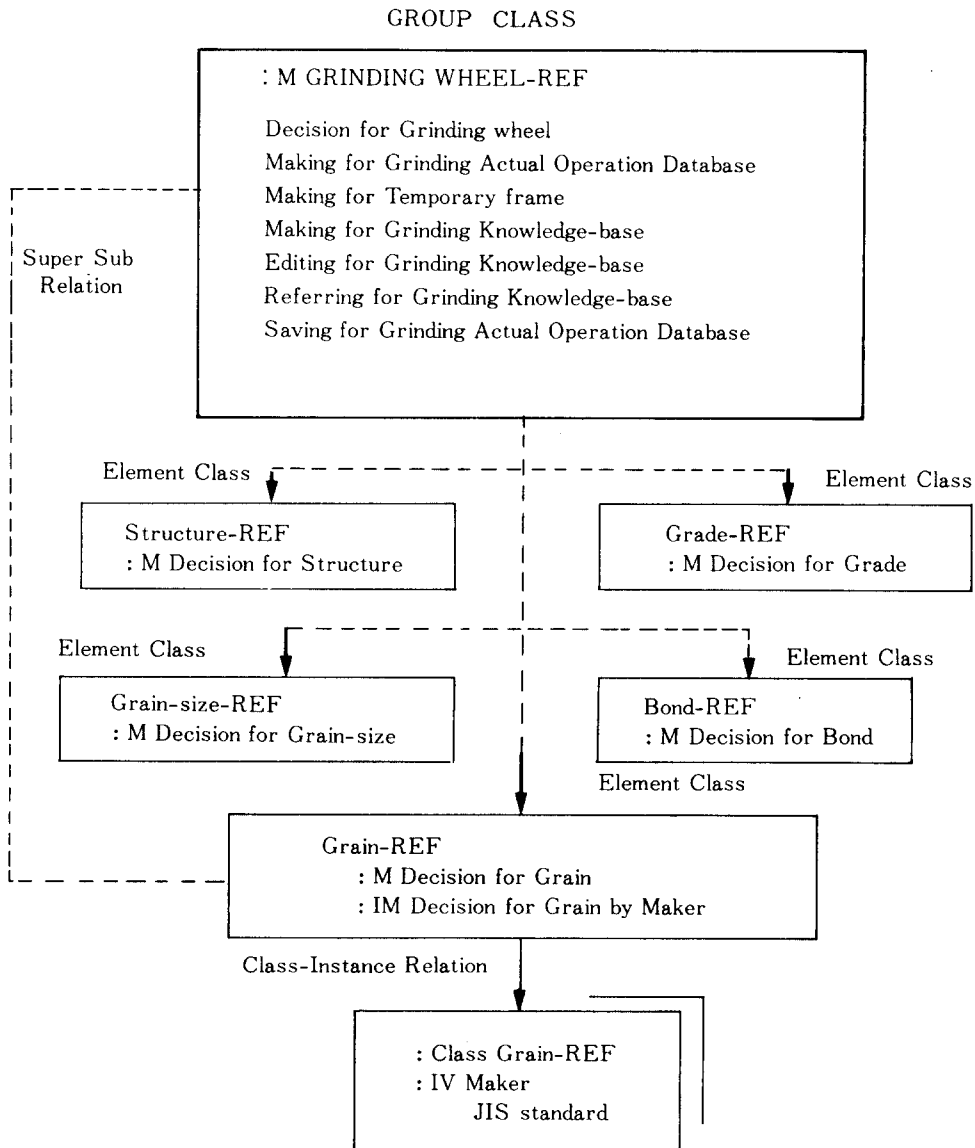 GROUP CLASS
: M GRINDING WHEEL-REF
Decision for Grinding wheel
Making for Grinding Actual Operation Database
Making for Temporary frame
Making for Grinding Knowledge-base
Editing for Grinding Knowledge-base
Referring for Grinding Knowledge-base
Saving for Grinding Actual Operation Database
Super Sub
Relation
Element Class
Element Class
Structure-REF
: M Decision for Structure
Grade-REF
: M Decision for Grade
Element Class
Element Class
Grain-size-REF
: M Decision for Grain-size
Bond-REF
: M Decision for Bond
Element Class
Grain-REF
: M Decision for Grain
: IM Decision for Grain by Maker
Class-Instance Relation
: Class Grain-REF
: IV Maker
JIS standard